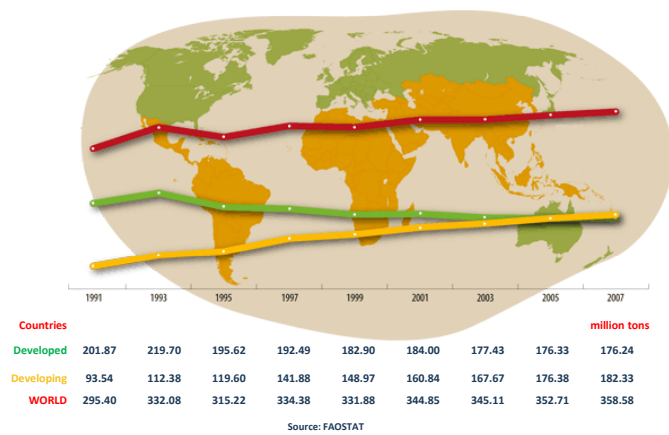 1991 1993 1995 1997 1999 2001 2003 2005 2007
Countries million tons
Developed 201.87 219.70 195.62 192.49 182.90 184.00 177.43 176.33 176.24
Developing 93.54 112.38 119.60 141.88 148.97 160.84 167.67 176.38 182.33
WORLD 295.40 332.08 315.22 334.38 331.88 344.85 345.11 352.71 358.58
Source: FAOSTAT